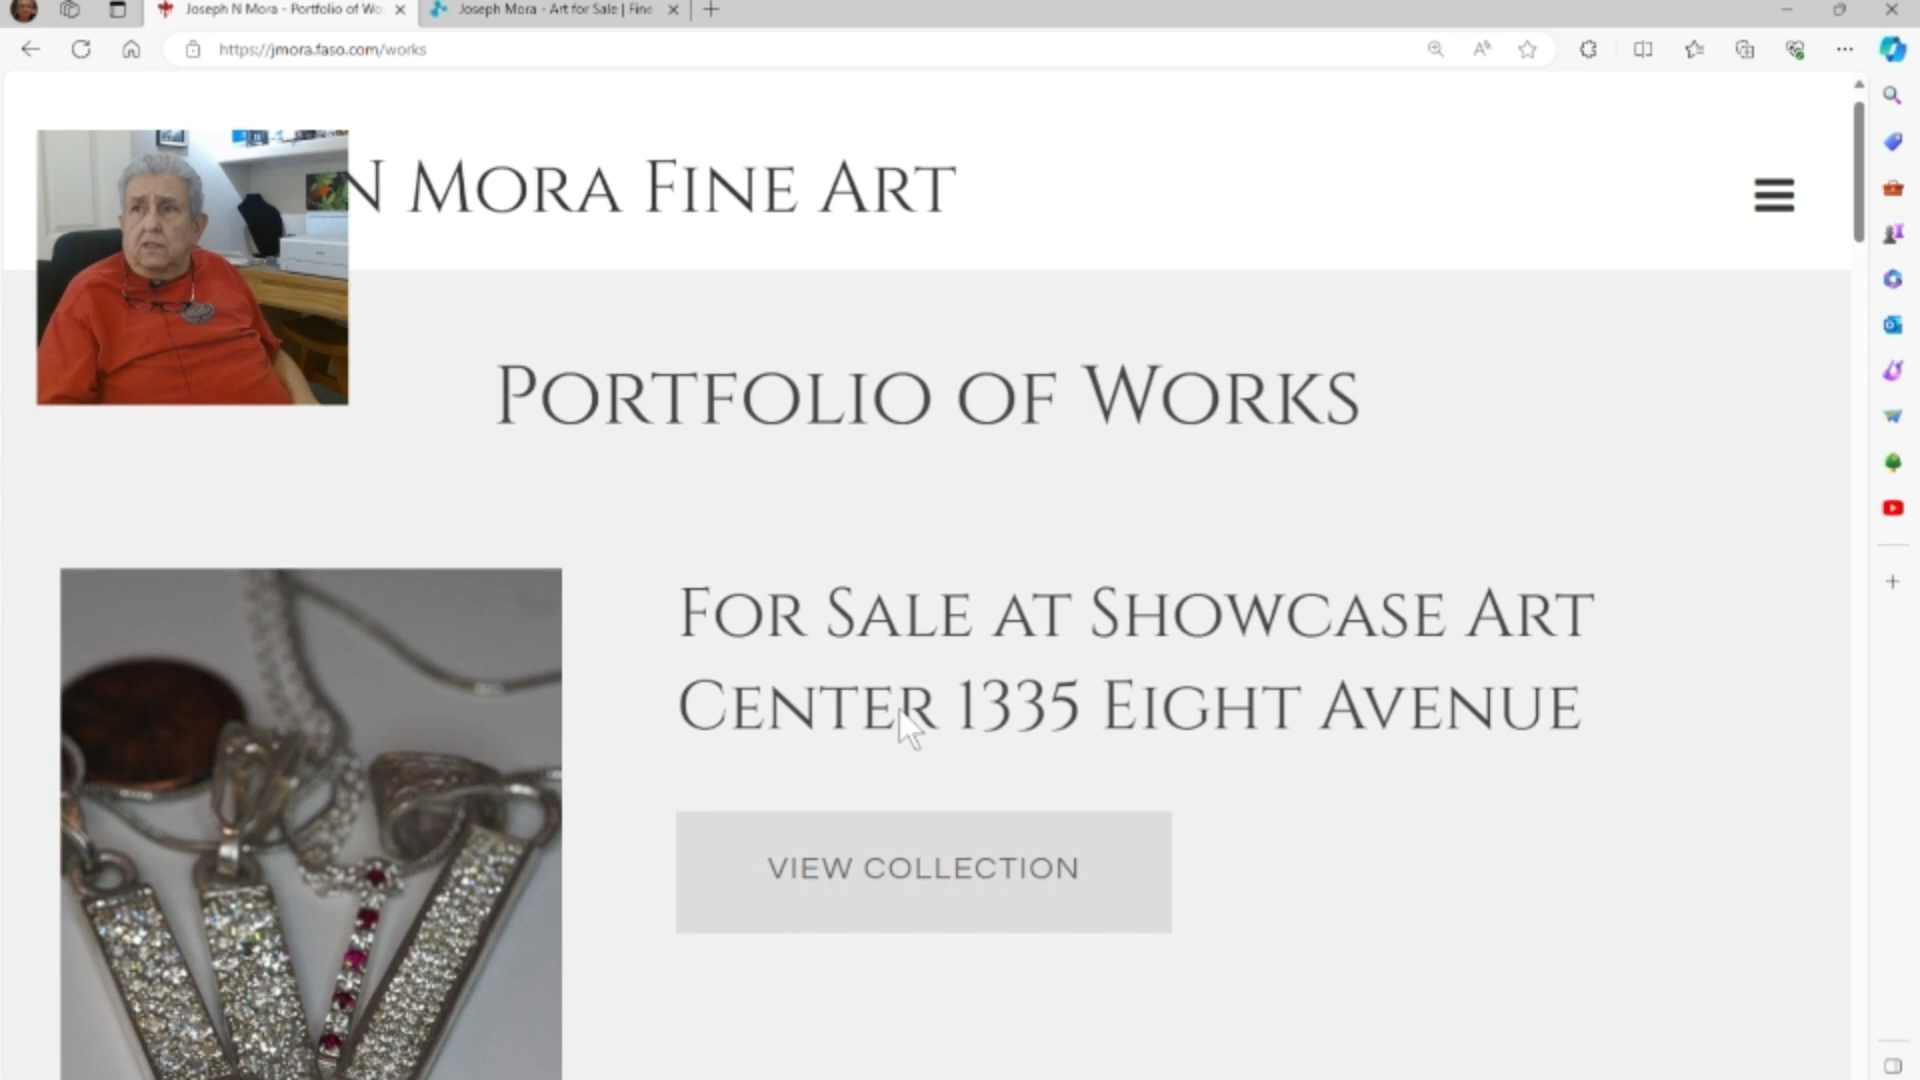 Joseph N Mora - Portfolio of Wo
Joseph Mora - Art for Sale | Fine
https://jmora.faso.com/works
N Mora Fine Art
Portfolio of Works
For Sale at Showcase Art
Center 1335 Eight Avenue
VIEW COLLECTION